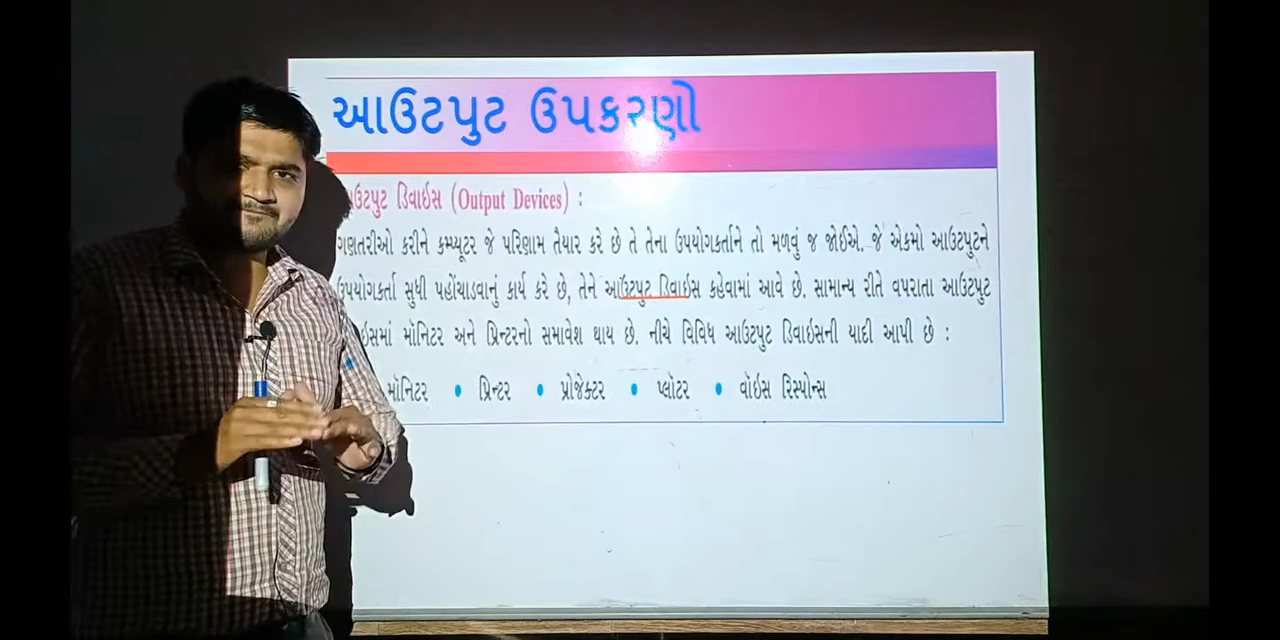 આઉટપુટ ઉપકરણો
ડિવાઇસ (Output Devices) :
ગણતરીઓ કરીને કમ્પ્યૂટર જે પરિણામ તૈયાર કરે છે તે તેના ઉપયોગકર્તાને તો મળવું જ જોઈએ. જે એકમો આઉટપુટને
ઉપયોગકર્તા સુધી પહોંચાડવાનું કાર્ય કરે છે, તેને આઉટપુટ ડિવાઇસ કહેવામાં આવે છે. સામાન્ય રીતે વપરાતા આઉટપુટ
મૉનિટર અને પ્રિન્ટરનો સમાવેશ થાય છે. નીચે વિવિધ આઉટપુટ ડિવાઇસની યાદી આપી છે :
મૉનિટર • પ્રિન્ટર • પ્રોજેક્ટર • પ્લૉટર • વૉઇસ રિસ્પોન્સ